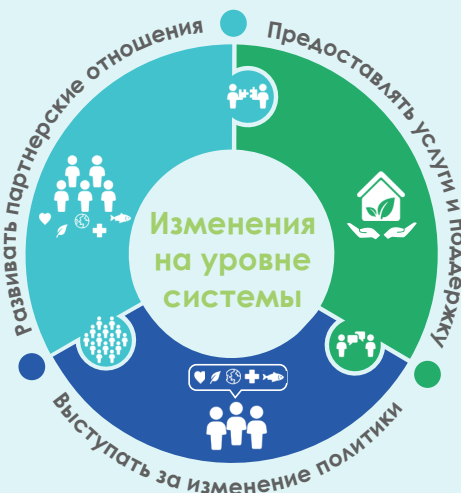 Развивать партнерские отношения
Предоставлять услуги и поддержку
Изменения
на уровне
системы
Выступать за изменение политики